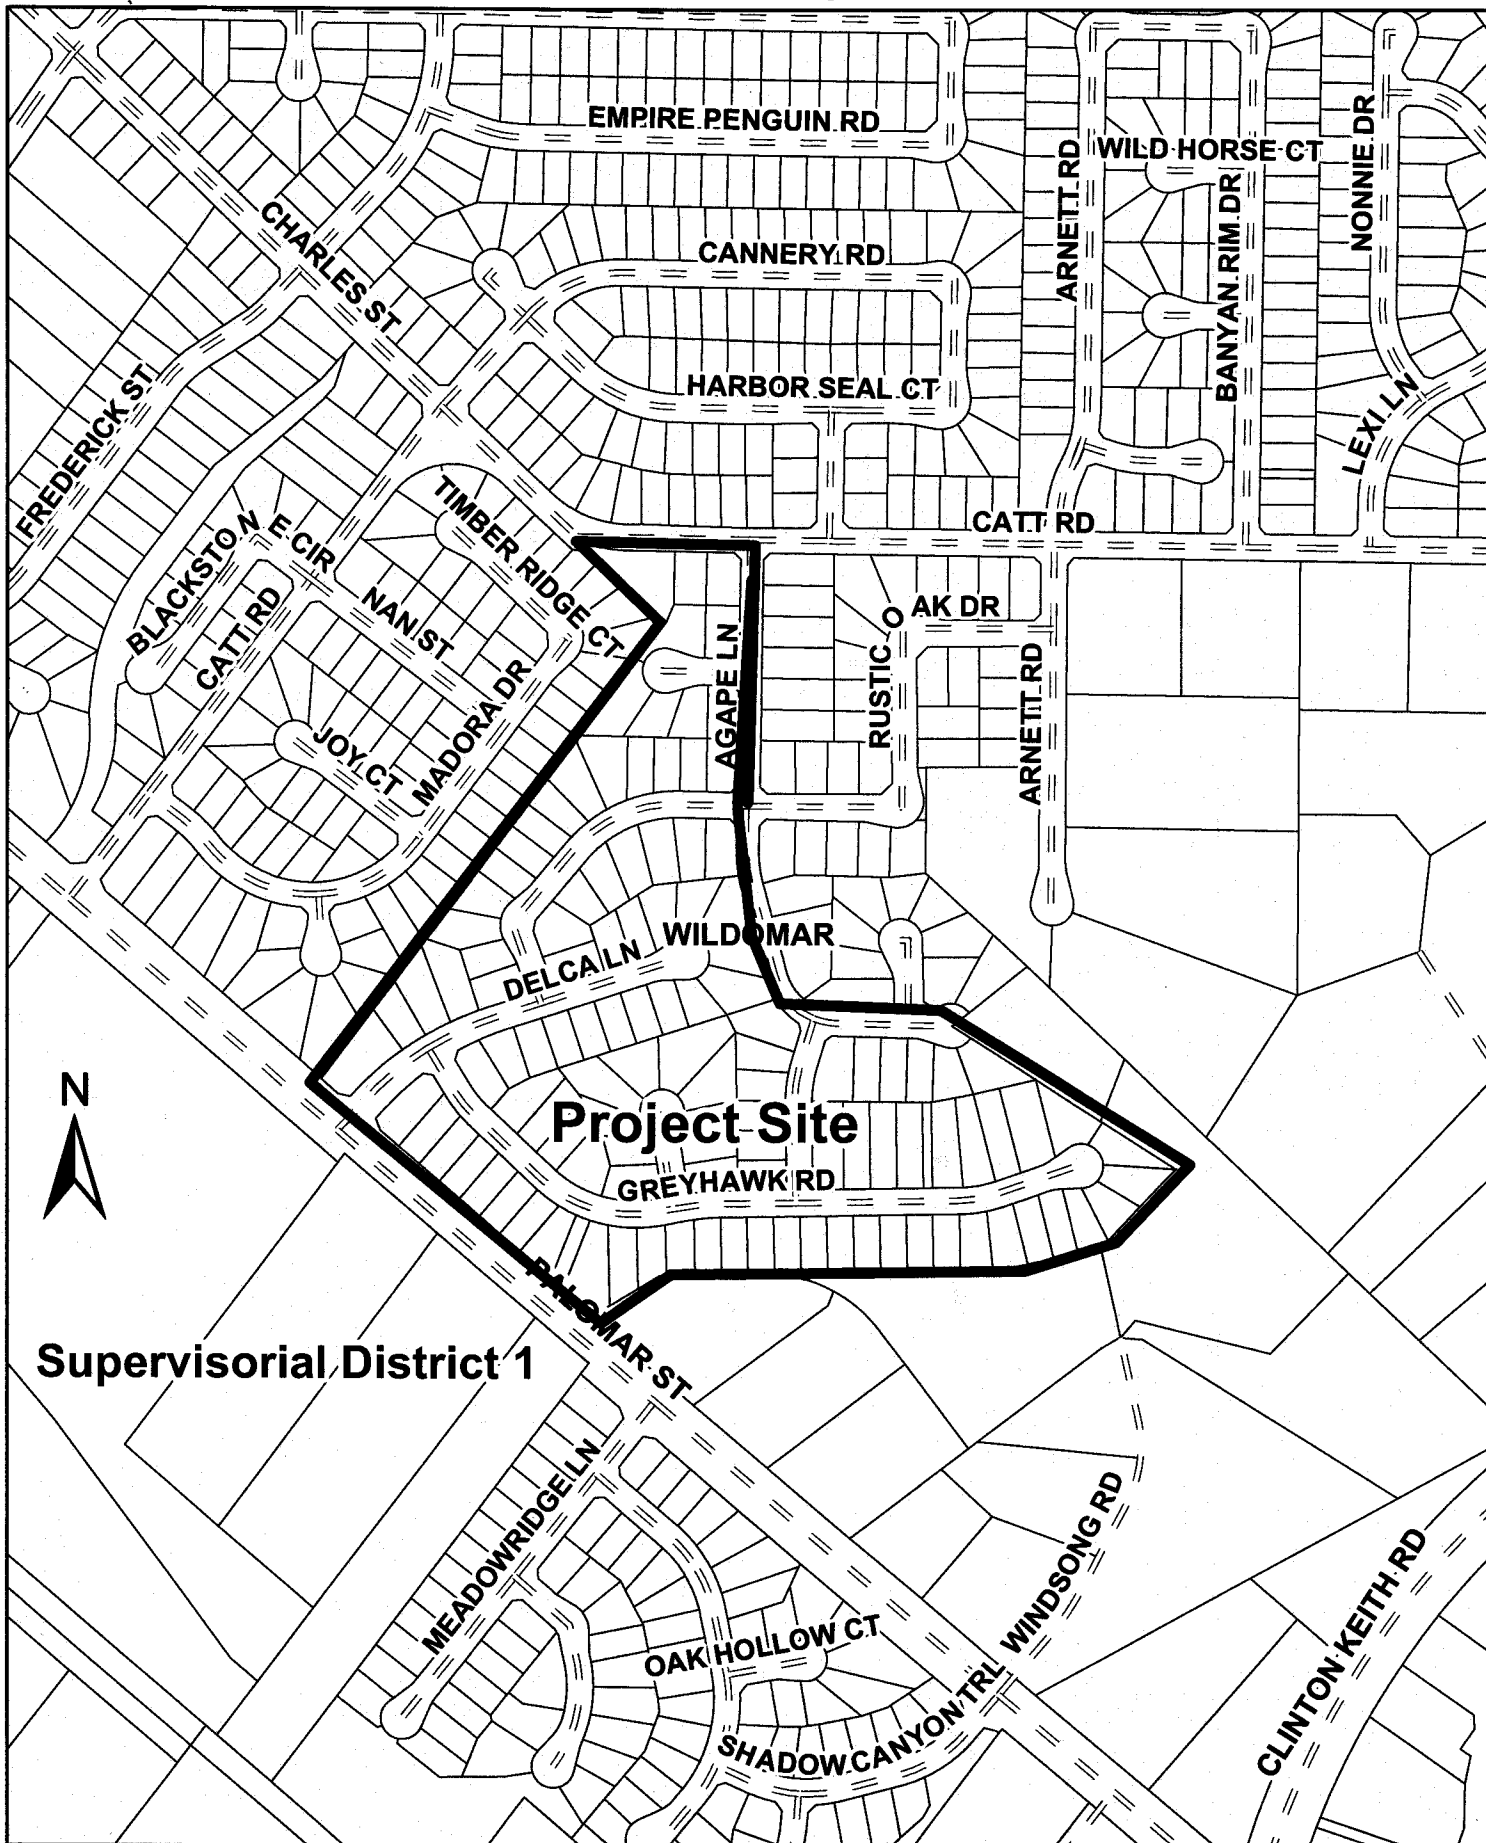 EMPIRE PENGUIN RD
WILD HORSE CT
ARNETT RD
BANYAN RIM DR
NONNIE DR
CHARLES ST
CANNERY RD
HARBOR SEAL CT
LEXI LN
FREDERICK ST
TIMBER RIDGE CT
CATT RD
BLACKSTONE CIR
NAN ST
CATT RD
AGAPE LN
RUSTIC OAK DR
ARNETT RD
JOY CT
MADORA DR
WILDOMAR
DELCA LN
N
Project Site
GREYHAWK RD
PALOMAR ST
Supervisorial District 1
MEADOWRIDGE LN
WINDSONG RD
OAK HOLLOW CT
SHADOW CANYON TRL
CLINTON KEITH RD